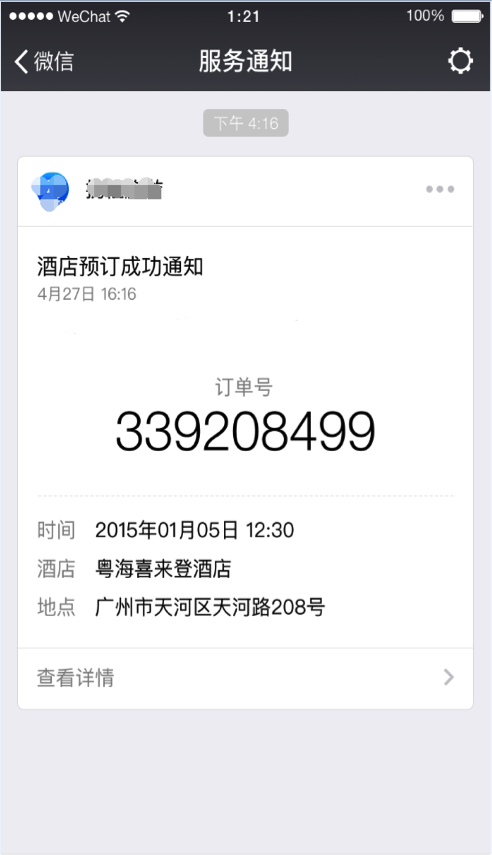 WeChat 1:21 100%
微信 服务通知
下午 4:16
酒店预订成功通知
4月27日 16:16
订单号
339208499
时间 2015年01月05日 12:30
酒店 粤海喜来登酒店
地点 广州市天河区天河路208号
查看详情